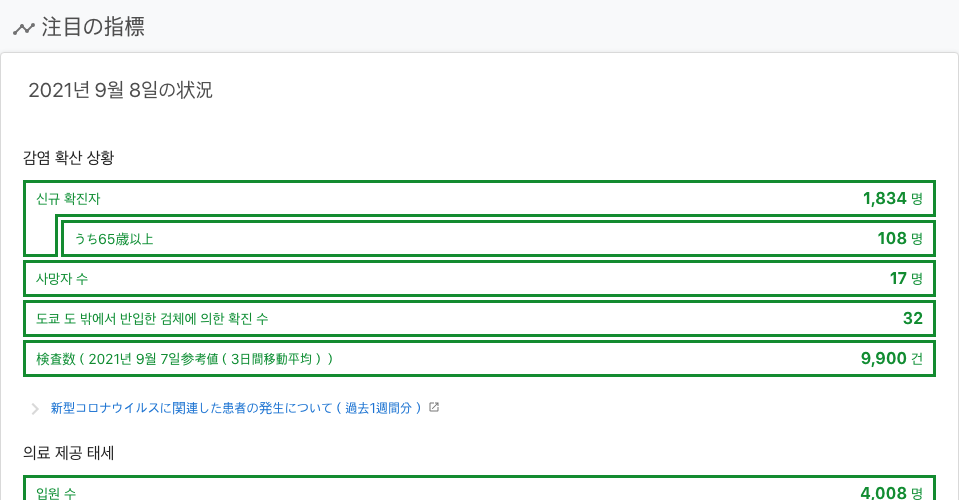 注目の指標
2021년 9월 8일の状況
감염 확산 상황
신규 확진자 1,834 명
うち65歳以上 108 명
사망자 수 17 명
도쿄 도 밖에서 반입한 검체에 의한 확진 수 32
検査数 ( 2021년 9월 7일参考値 ( 3日間移動平均 ) ) 9,900 건
新型コロナウイルスに関連した患者の発生について ( 過去1週間分 )
의료 제공 태세
입원 수 4,008 명